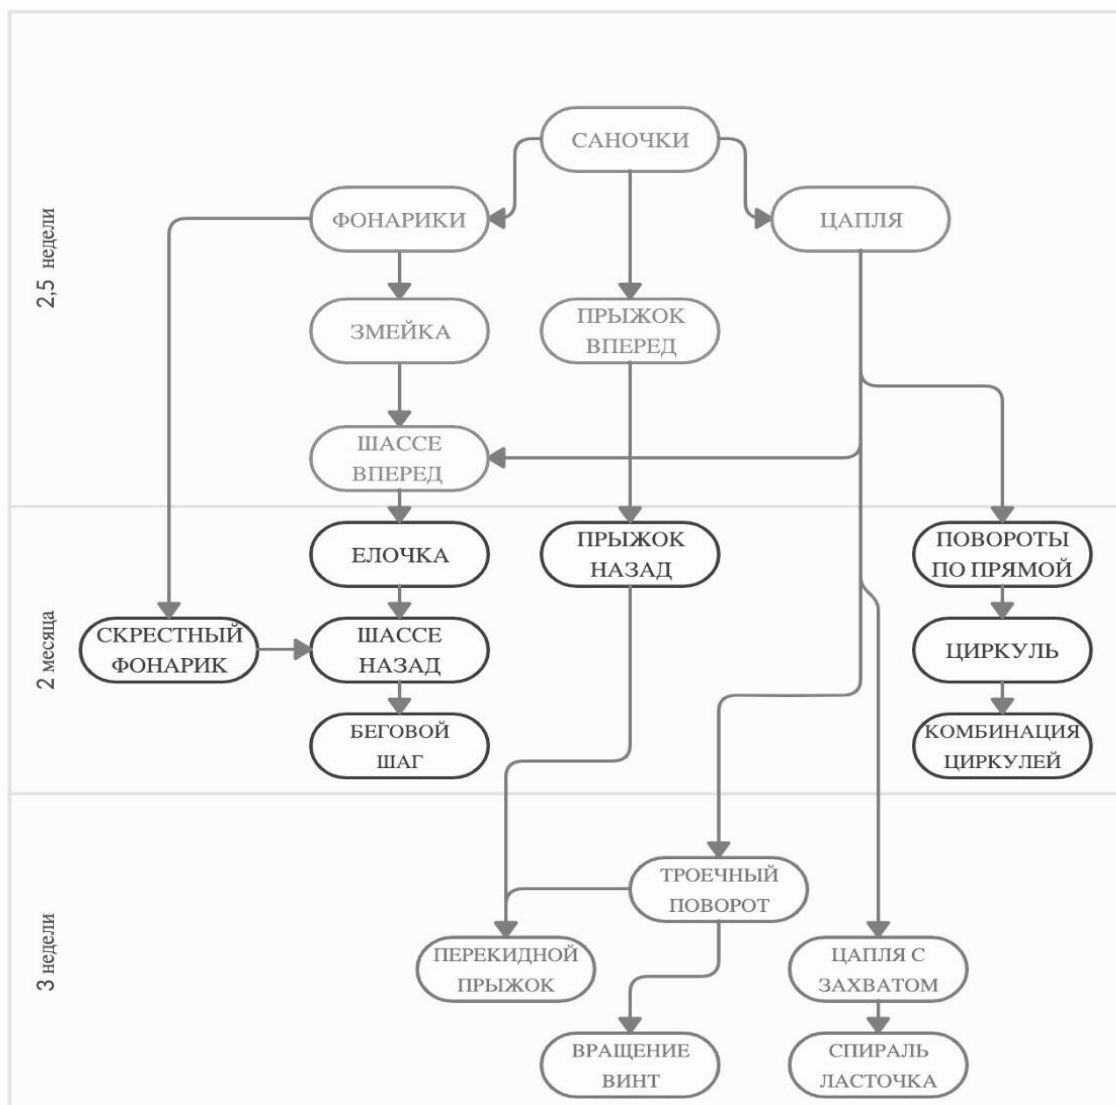 2,5 недели
САНОЧКИ
ФОНАРИКИ
ЦАПЛЯ
ЗМЕЙКА
ПРЫЖОК
ВПЕРЕД
ШАССЕ
ВПЕРЕД
2 месяца
ЕЛОЧКА
ПРЫЖОК
НАЗАД
ПОВОРОТЫ
ПО ПРЯМОЙ
СКРЕСТНЫЙ
ФОНАРИК
ШАССЕ
НАЗАД
ЦИРКУЛЬ
БЕГОВОЙ
ШАГ
КОМБИНАЦИЯ
ЦИРКУЛЕЙ
3 недели
ТРОЕЧНЫЙ
ПОВОРОТ
ПЕРЕКИДНОЙ
ПРЫЖОК
ЦАПЛЯ С
ЗАХВАТОМ
ВРАЩЕНИЕ
ВИНТ
СПИРАЛЬ
ЛАСТОЧКА